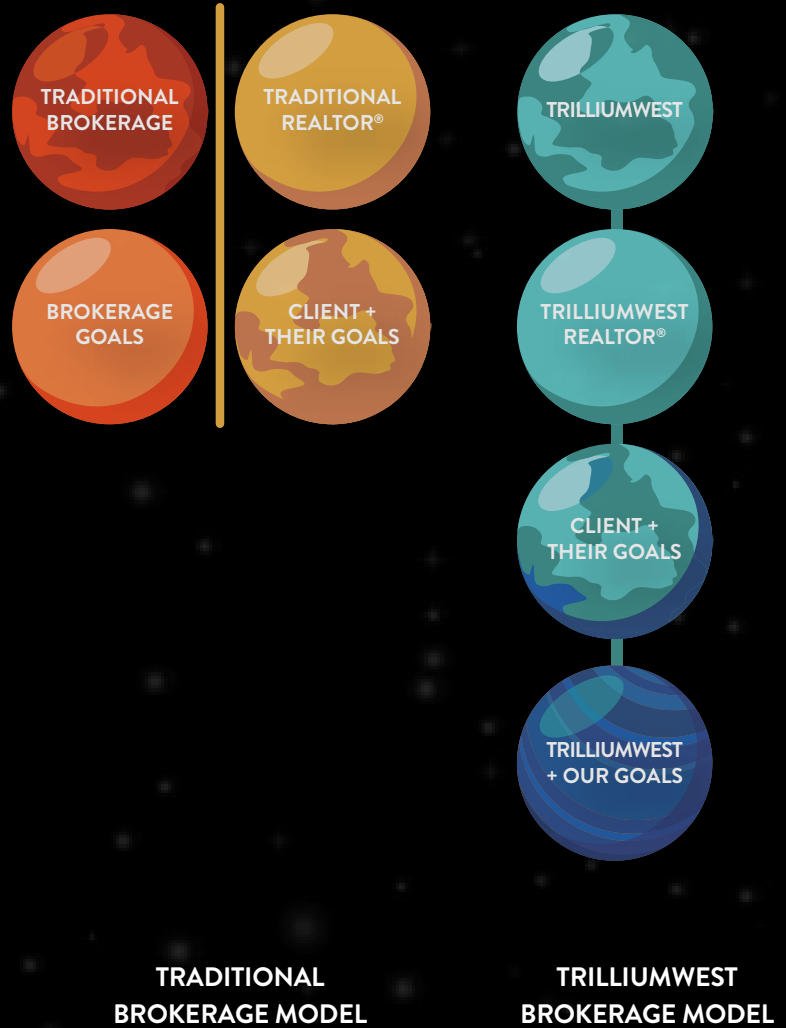 TRADITIONAL
BROKERAGE
TRADITIONAL
REALTOR®
TRILLIUMWEST
BROKERAGE
GOALS
CLIENT +
THEIR GOALS
TRILLIUMWEST
REALTOR®
CLIENT +
THEIR GOALS
TRILLIUMWEST
+ OUR GOALS
TRADITIONAL
BROKERAGE MODEL
TRILLIUMWEST
BROKERAGE MODEL